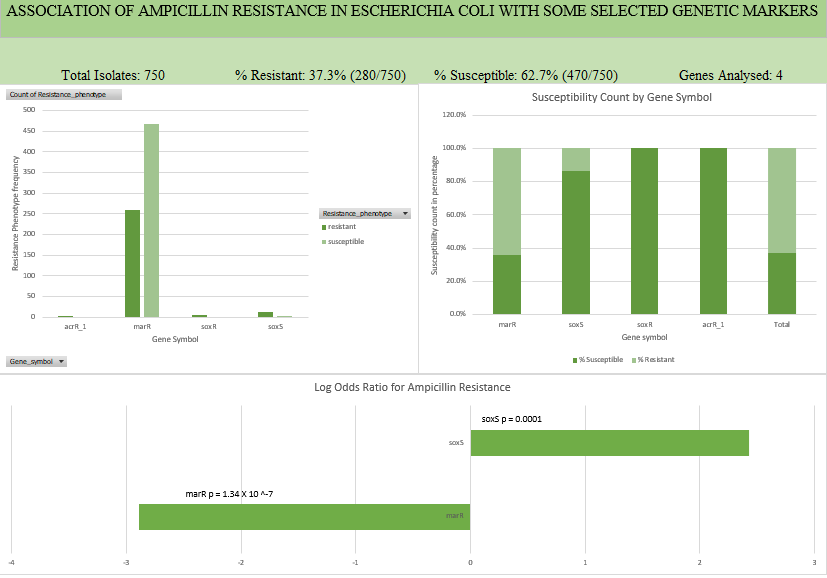 ASSOCIATION OF AMPICILLIN RESISTANCE IN ESCHERICHIA COLI WITH SOME SELECTED GENETIC MARKERS
Total Isolates: 750 % Resistant: 37.3% (280/750) % Susceptible: 62.7% (470/750) Genes Analysed: 4
Count of Resistance_phenotype
500
450
400
350
300
250
200
150
100
50
0
Resistance Phenotype frequency
acrR_1 marR soxR soxS
Gene Symbol
Resistance_phenotype
resistant
susceptible
Gene_symbol
Susceptibility Count by Gene Symbol
120.0%
100.0%
80.0%
60.0%
40.0%
20.0%
0.0%
Susceptibility count in percentage
marR soxS soxR acrR_1 Total
Gene symbol
% Susceptible % Resistant
Log Odds Ratio for Ampicillin Resistance
soxS p = 0.0001
soxS
marR p = 1.34 X 10 ^-7
marR
-4 -3 -2 -1 0 1 2 3